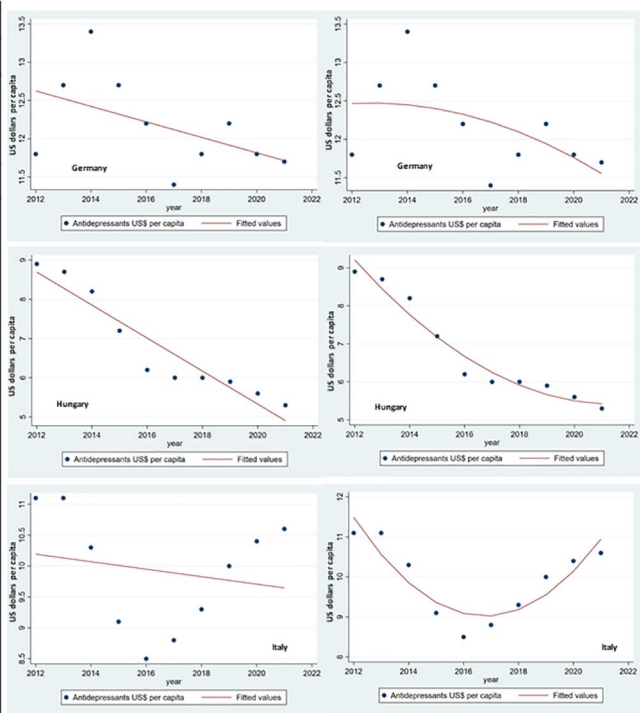 US dollars per capita
13.5
13
12.5
12
11.5
Germany
2012 2014 2016 2018 2020 2022
year
Antidepressants US$ per capita Fitted values
US dollars per capita
13.5
13
12.5
12
11.5
Germany
2012 2014 2016 2018 2020 2022
year
Antidepressants US$ per capita Fitted values
US dollars per capita
9
8
7
6
5
Hungary
2012 2014 2016 2018 2020 2022
year
Antidepressants US$ per capita Fitted values
US dollars per capita
9
8
7
6
5
Hungary
2012 2014 2016 2018 2020 2022
year
Antidepressants US$ per capita Fitted values
US dollars per capita
11
10.5
10
9.5
9
8.5
Italy
2012 2014 2016 2018 2020 2022
year
Antidepressants US$ per capita Fitted values
US dollars per capita
12
11
10
9
8
Italy
2012 2014 2016 2018 2020 2022
year
Antidepressants US$ per capita Fitted values